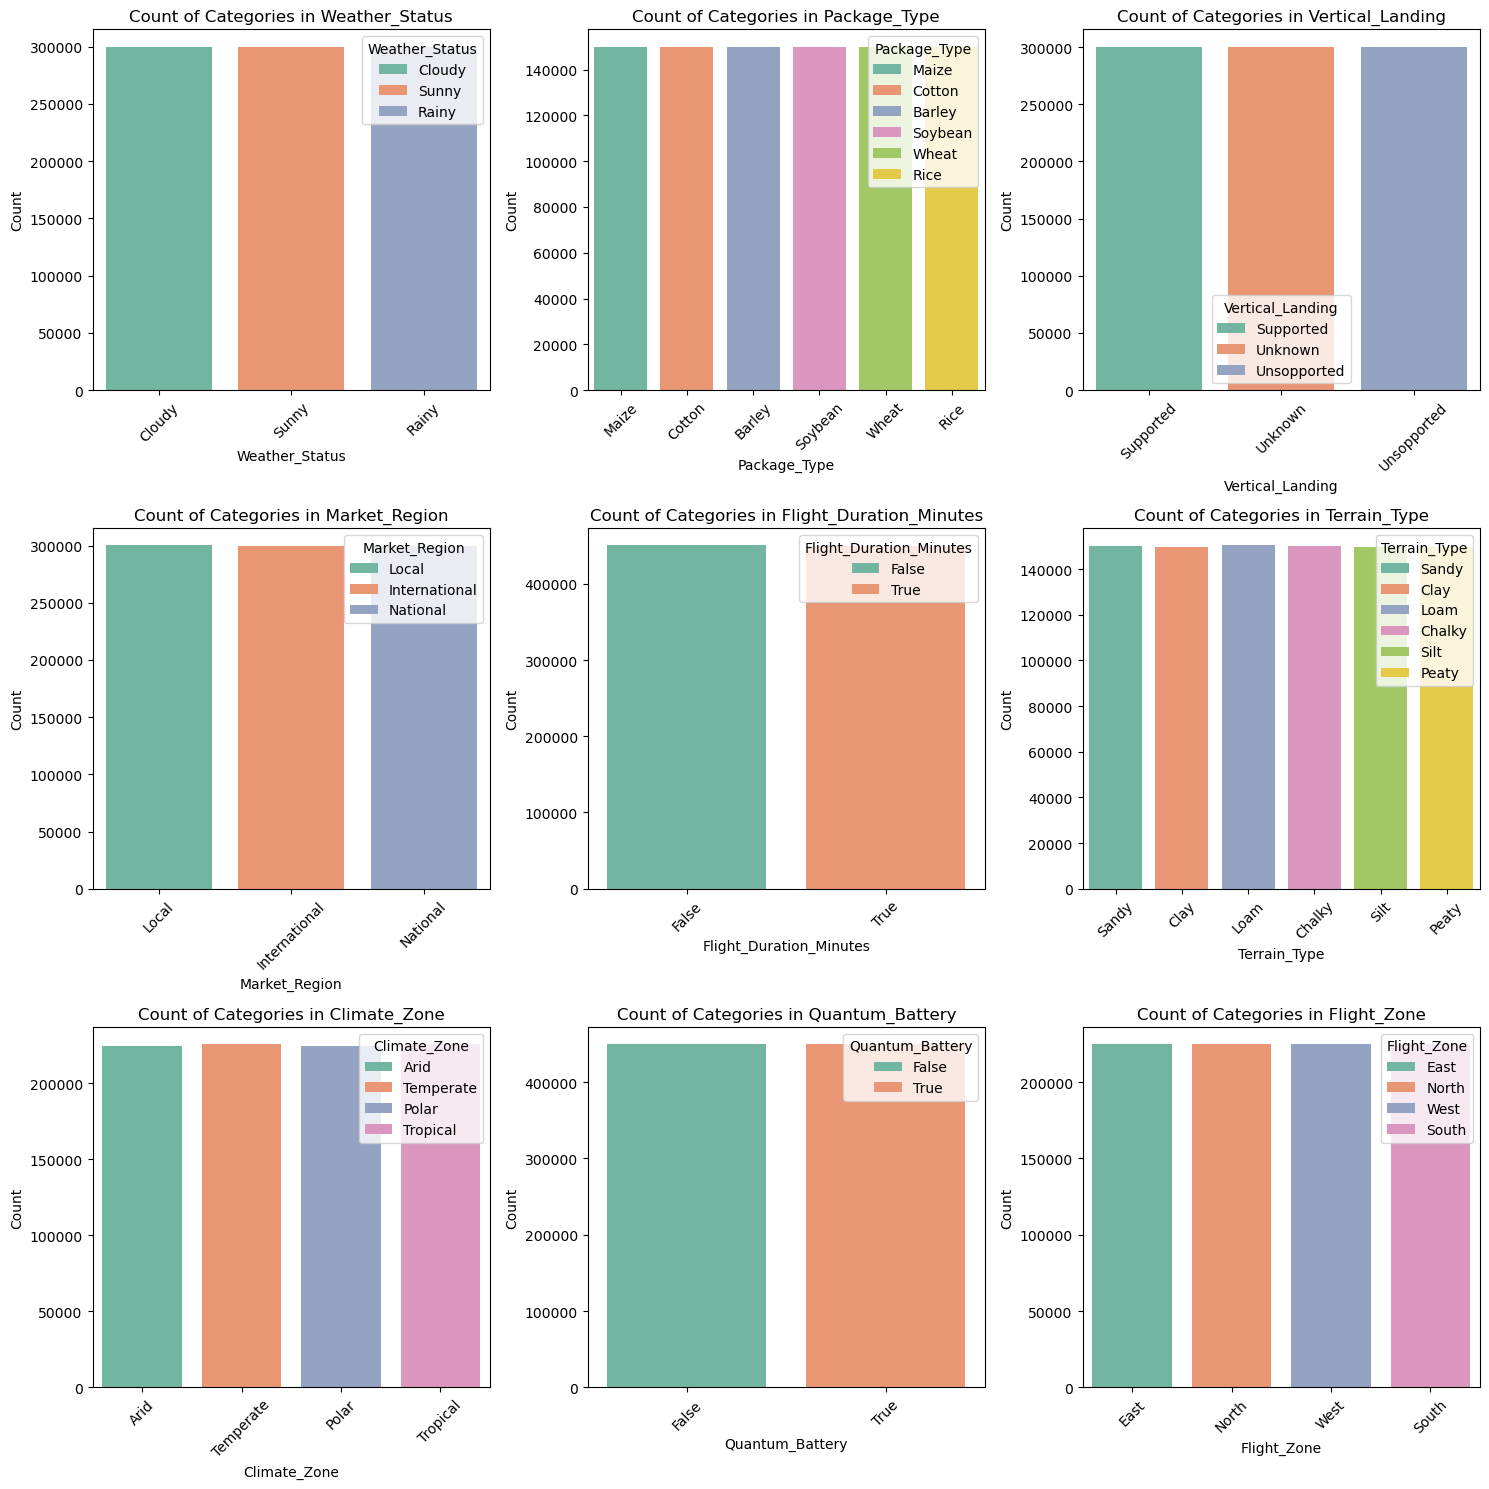 Count of Categories in Weather_Status
Count
300000
250000
200000
150000
100000
50000
0
Weather_Status
Cloudy
Sunny
Rainy
Cloudy
Sunny
Rainy
Weather_Status
Count of Categories in Package_Type
Count
140000
120000
100000
80000
60000
40000
20000
0
Package_Type
Maize
Cotton
Barley
Soybean
Wheat
Rice
Maize
Cotton
Barley
Soybean
Wheat
Rice
Package_Type
Count of Categories in Vertical_Landing
Count
300000
250000
200000
150000
100000
50000
0
Vertical_Landing
Supported
Unknown
Unsopported
Supported
Unknown
Unsopported
Vertical_Landing
Count of Categories in Market_Region
Count
300000
250000
200000
150000
100000
50000
0
Market_Region
Local
International
National
Local
International
National
Market_Region
Count of Categories in Flight_Duration_Minutes
Count
400000
300000
200000
100000
0
Flight_Duration_Minutes
False
True
False
True
Flight_Duration_Minutes
Count of Categories in Terrain_Type
Count
140000
120000
100000
80000
60000
40000
20000
0
Terrain_Type
Sandy
Clay
Loam
Chalky
Silt
Peaty
Sandy
Clay
Loam
Chalky
Silt
Peaty
Terrain_Type
Count of Categories in Climate_Zone
Count
200000
150000
100000
50000
0
Climate_Zone
Arid
Temperate
Polar
Tropical
Arid
Temperate
Polar
Tropical
Climate_Zone
Count of Categories in Quantum_Battery
Count
400000
300000
200000
100000
0
Quantum_Battery
False
True
False
True
Quantum_Battery
Count of Categories in Flight_Zone
Count
200000
150000
100000
50000
0
Flight_Zone
East
North
West
South
East
North
West
South
Flight_Zone